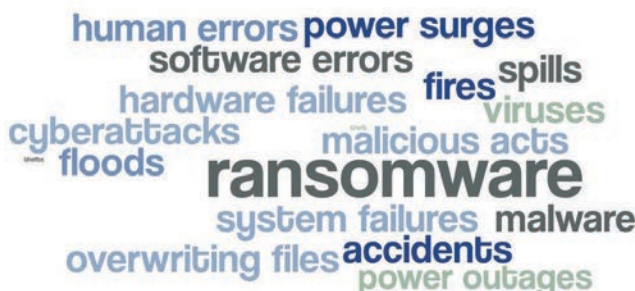 human errors power surges
software errors fires spills
hardware failures viruses
cyberattacks malicious acts
floods ransomware
system failures malware
overwriting files accidents
power outages